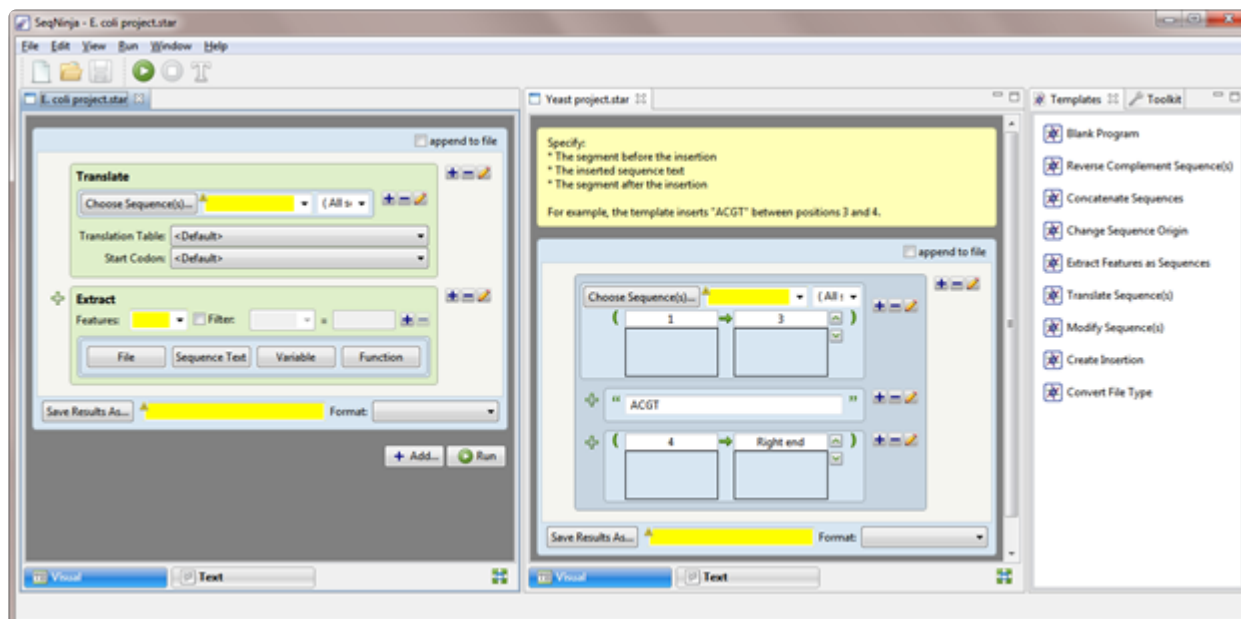 SeqNinja - E. coli project.star
File Edit View Run Window Help
E. coli project.star
append to file
Translate
Choose Sequence(s)... (All s
Translation Table: <Default>
Start Codon: <Default>
Extract
Features: Filter: =
File Sequence Text Variable Function
Save Results As... Format:
+ Add... Run
Visual Text
Yeast project.star
Specify:
* The segment before the insertion
* The inserted sequence text
* The segment after the insertion
For example, the template inserts "ACGT" between positions 3 and 4.
append to file
Choose Sequence(s)... (All s
( 1 3 )
“ ACGT ”
( 4 Right end )
Save Results As... Format:
Visual Text
Templates Toolkit
Blank Program
Reverse Complement Sequence(s)
Concatenate Sequences
Change Sequence Origin
Extract Features as Sequences
Translate Sequence(s)
Modify Sequence(s)
Create Insertion
Convert File Type